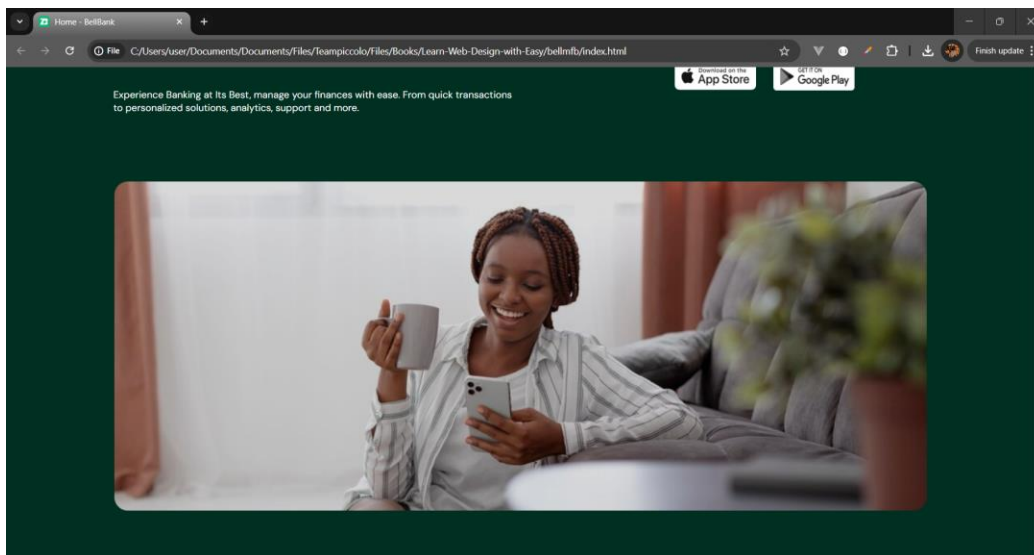 Home - BellBank
File
C:/Users/user/Documents/Documents/Files/Teampiccolo/Files/Books/Learn-Web-Design-with-Easy/bellmfb/index.html
Finish update
Download on the
App Store
GET IT ON
Google Play
Experience Banking at Its Best, manage your finances with ease. From quick transactions
to personalized solutions, analytics, support and more.